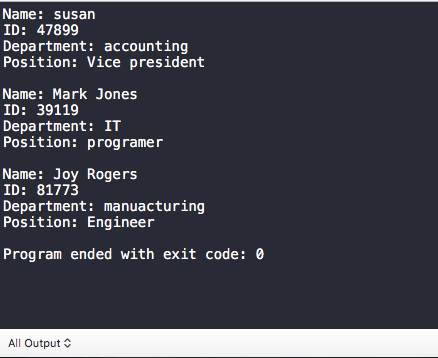 Name: susan
ID: 47899
Department: accounting
Position: Vice president
Name: Mark Jones
ID: 39119
Department: IT
Position: programer
Name: Joy Rogers
ID: 81773
Department: manuacturing
Position: Engineer
Program ended with exit code: 0
All Output